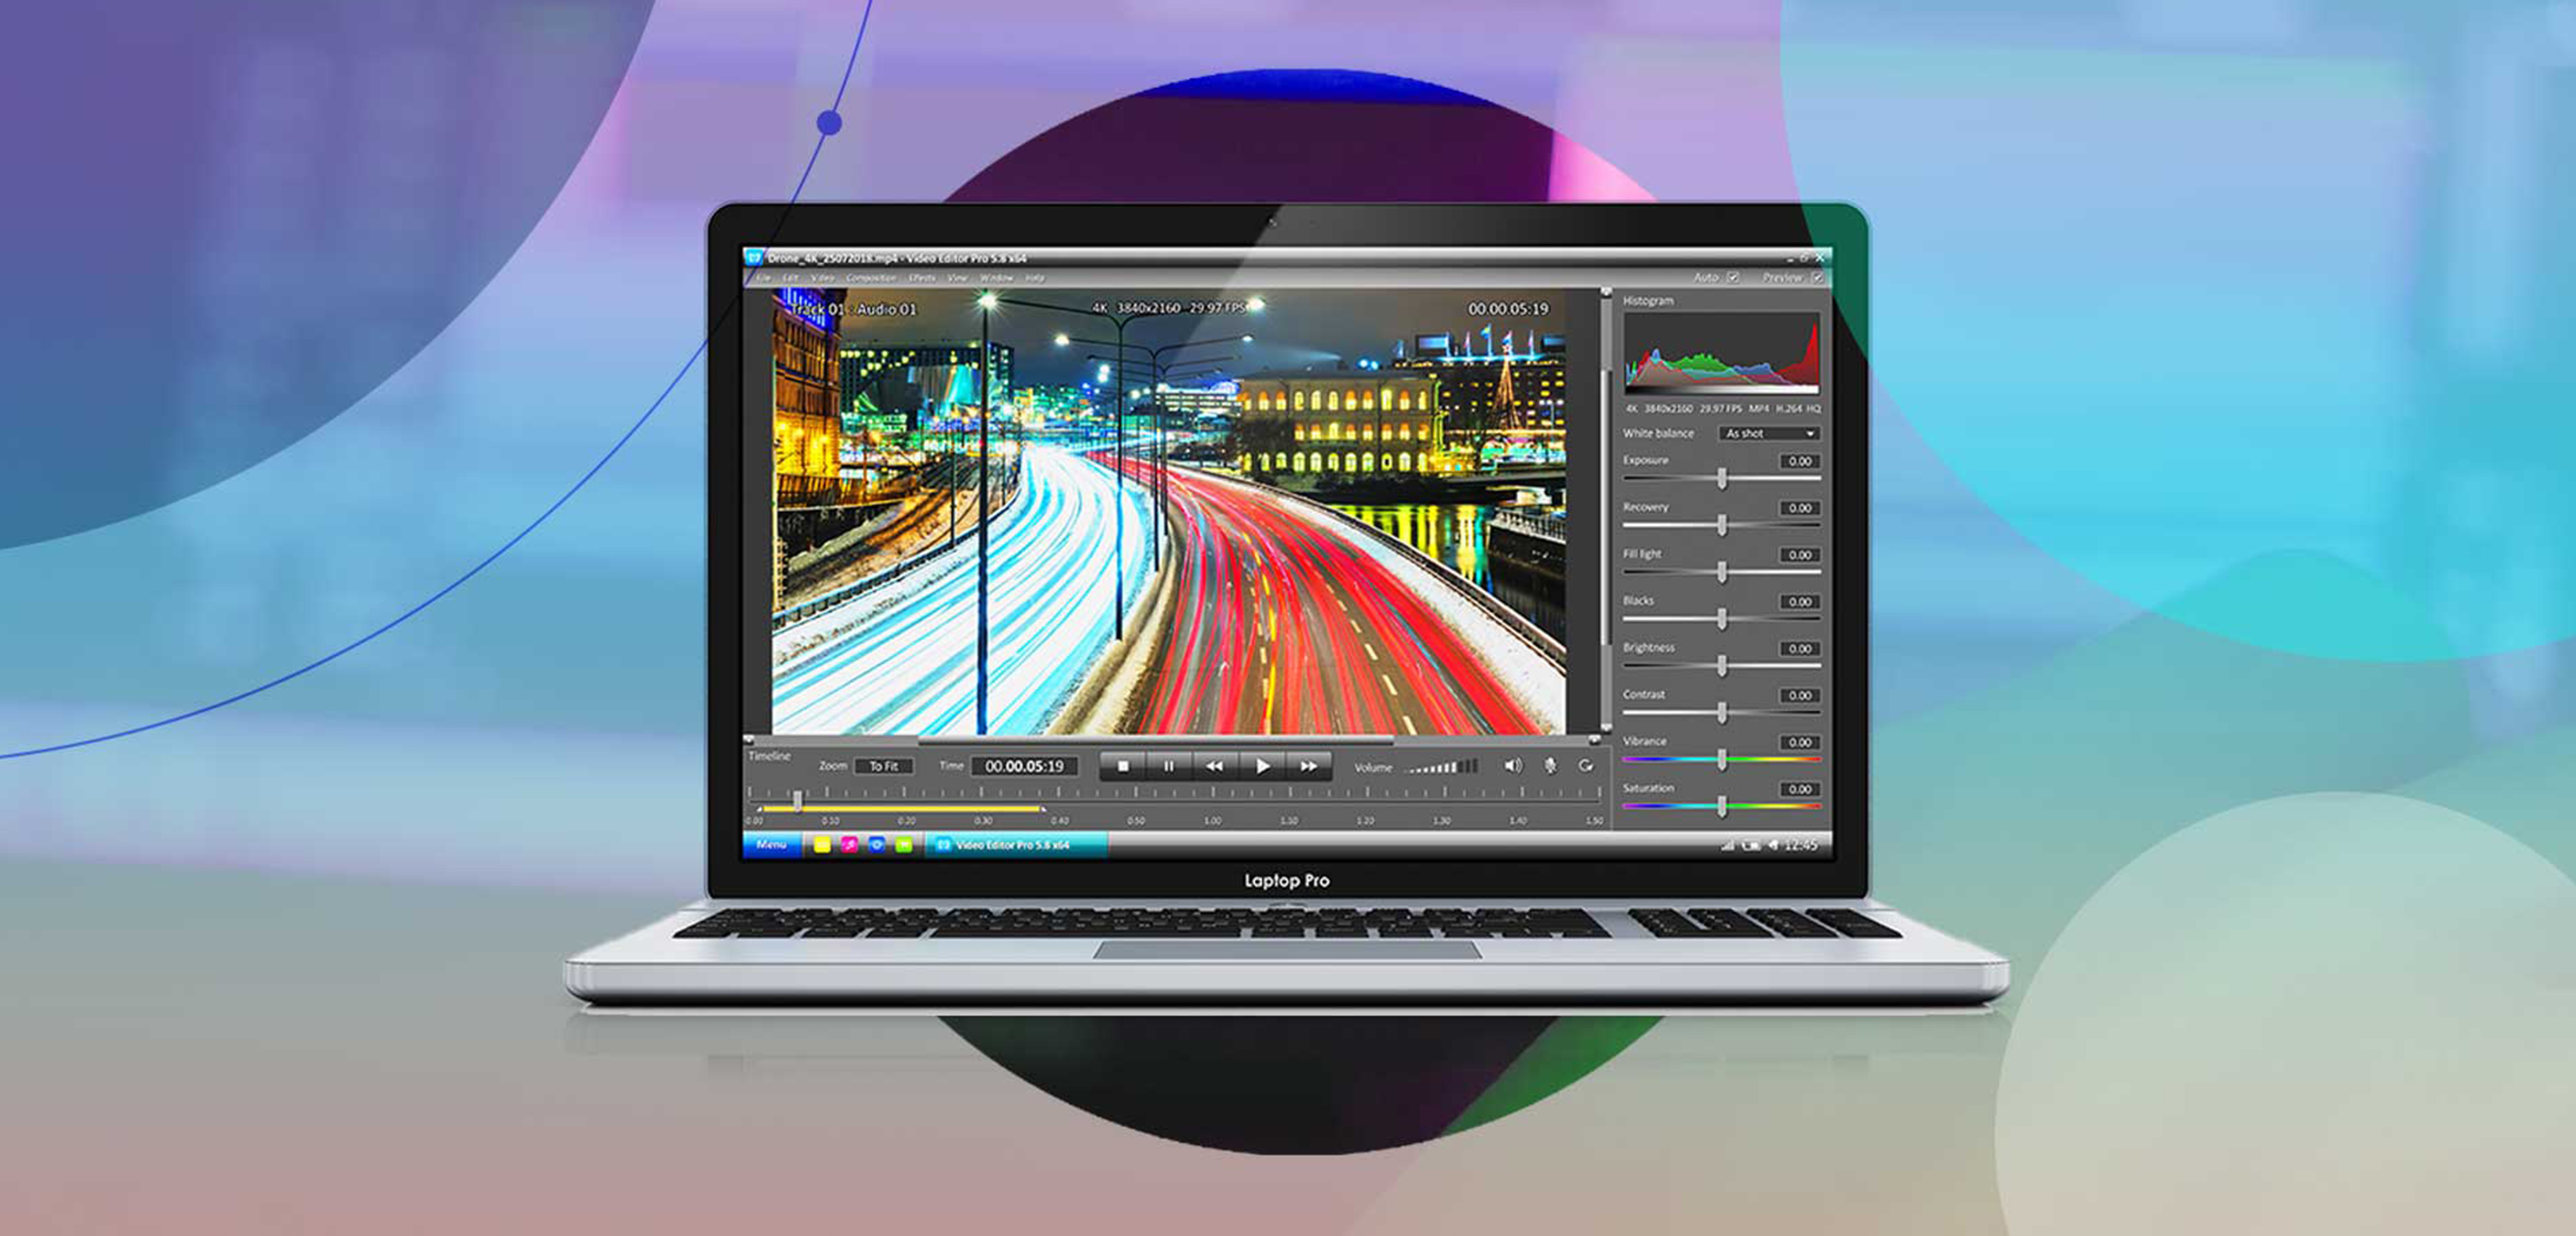 Drone_4K_25072018.mp4 - Video Editor Pro 5.8 x64
File Edit Video Composition Effects View Window Help
Auto Preview
Track 01 - Audio 01
4K 3840x2160 29.97 FPS
00.00.05:19
Histogram
4K 3840x2160 29.97 FPS MP4 H.264 HQ
White balance As shot
Exposure 0.00
Recovery 0.00
Fill light 0.00
Blacks 0.00
Brightness 0.00
Contrast 0.00
Vibrance 0.00
Saturation 0.00
Timeline
Zoom To Fit Time 00.00.05:19 Volume
0.00 0.10 0.20 0.30 0.40 0.50 1.00 1.10 1.20 1.30 1.40 1.50
Menu Video Editor Pro 5.8 x64 12:45
Laptop Pro